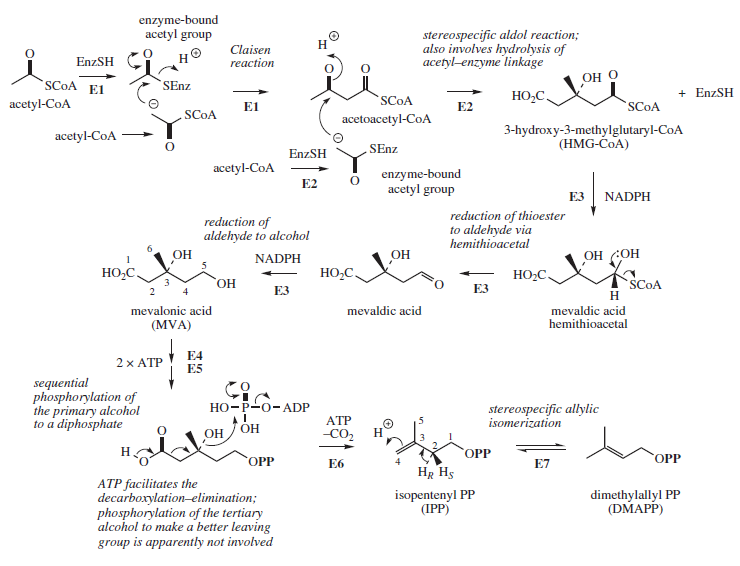 enzyme-bound
acetyl group
O
EnzSH
SCoA
E1
acetyl-CoA
O
H ⊕
SEnz
⊖
SCoA
O
acetyl-CoA
Claisen
reaction
E1
H ⊕
O
O
SCoA
acetoacetyl-CoA
⊖
SEnz
O
EnzSH
acetyl-CoA
E2
enzyme-bound
acetyl group
stereospecific aldol reaction;
also involves hydrolysis of
acetyl–enzyme linkage
E2
HO2C
OH
O
SCoA
+ EnzSH
3-hydroxy-3-methylglutaryl-CoA
(HMG-CoA)
E3 NADPH
reduction of thioester
to aldehyde via
hemithioacetal
HO2C
OH
:OH
SCoA
H
mevaldic acid
hemithioacetal
E3
HO2C
OH
O
mevaldic acid
reduction of
aldehyde to alcohol
NADPH
E3
6
OH
1
5
HO2C
3
OH
2
4
mevalonic acid
(MVA)
2 × ATP
E4
E5
sequential
phosphorylation of
the primary alcohol
to a diphosphate
O
HO–P–O–ADP
OH
O
OH
H
O
OPP
ATP facilitates the
decarboxylation–elimination;
phosphorylation of the tertiary
alcohol to make a better leaving
group is apparently not involved
ATP
–CO2
E6
H ⊕
5
3
2
1
4
OPP
HR HS
isopentenyl PP
(IPP)
stereospecific allylic
isomerization
E7
OPP
dimethylallyl PP
(DMAPP)